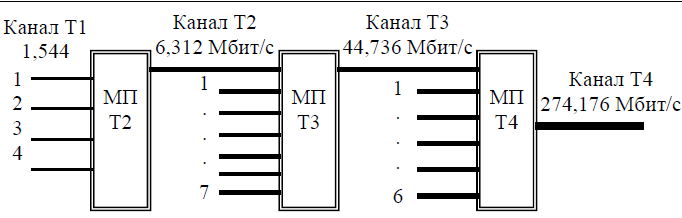 Канал Т1
1,544
Канал Т2
6,312 Мбит/с
Канал Т3
44,736 Мбит/с
Канал Т4
274,176 Мбит/с
1
2
3
4
МП
Т2
1
.
.
.
7
МП
Т3
1
.
.
.
6
МП
Т4